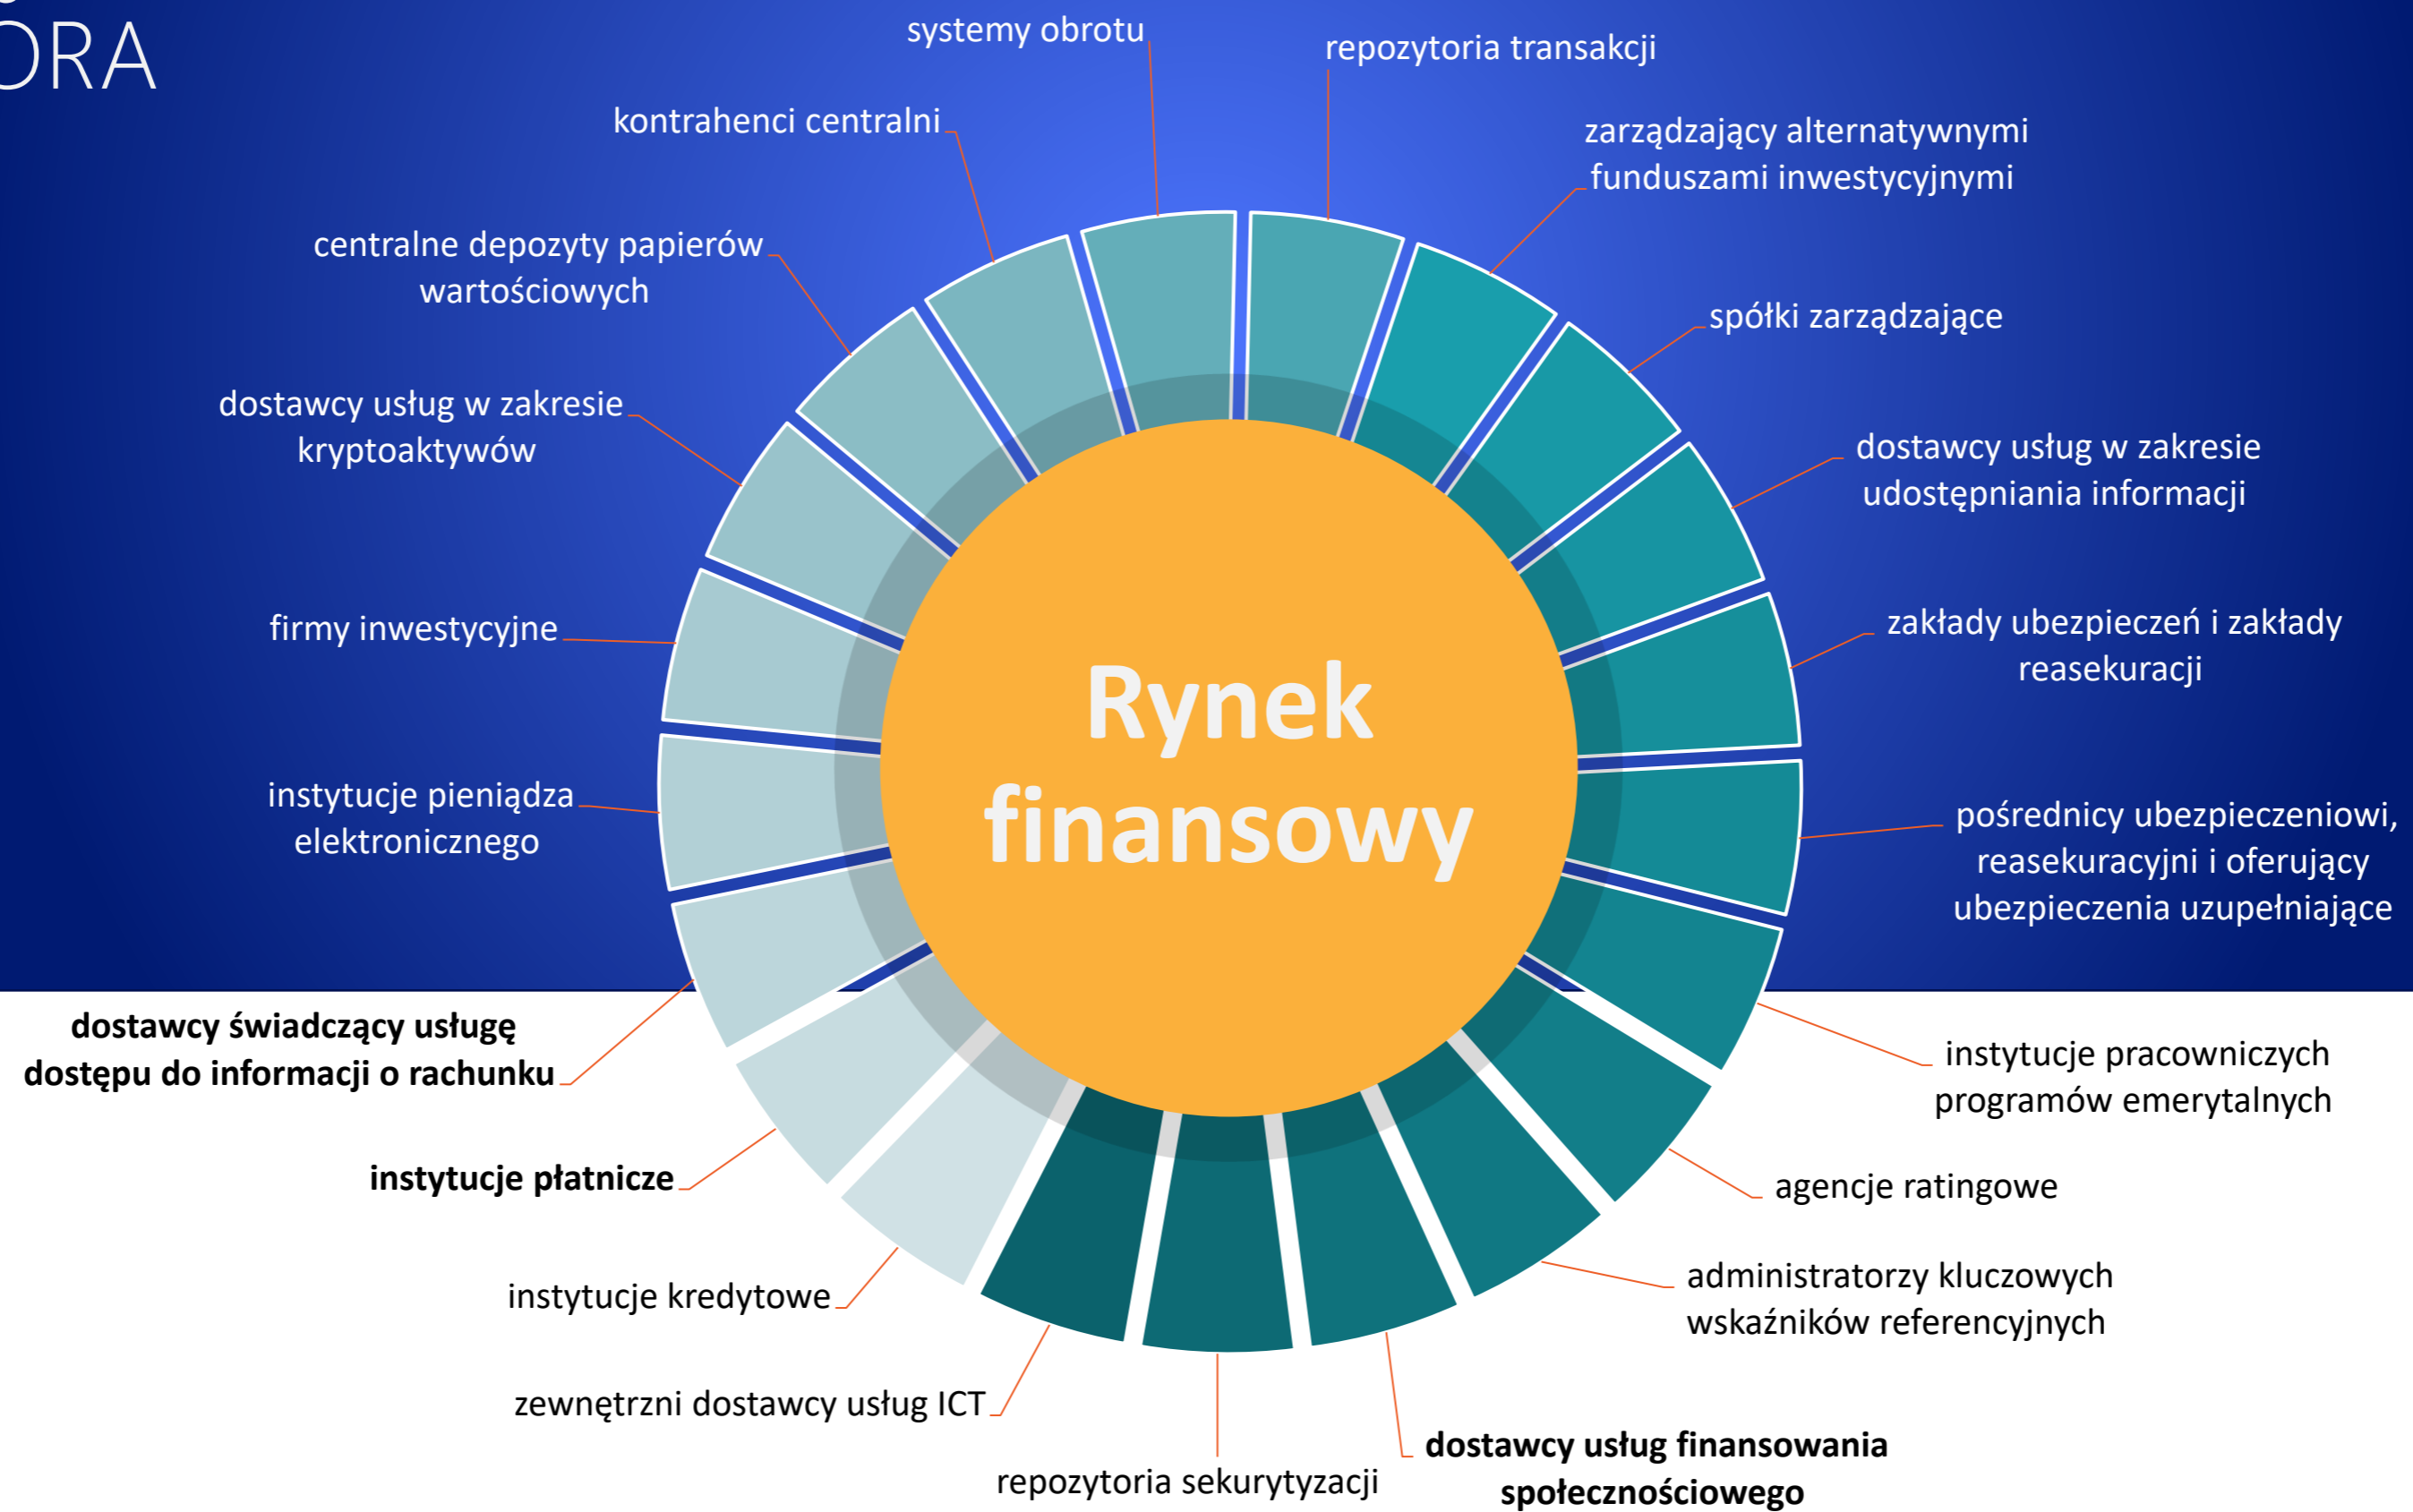 ORA
systemy obrotu
repozytoria transakcji
kontrahenci centralni
zarządzający alternatywnymi
funduszami inwestycyjnymi
centralne depozyty papierów
wartościowych
spółki zarządzające
dostawcy usług w zakresie
kryptoaktywów
dostawcy usług w zakresie
udostępniania informacji
firmy inwestycyjne
zakłady ubezpieczeń i zakłady
reasekuracji
Rynek
finansowy
instytucje pieniądza
elektronicznego
pośrednicy ubezpieczeniowi,
reasekuracyjni i oferujący
ubezpieczenia uzupełniające
dostawcy świadczący usługę
dostępu do informacji o rachunku
instytucje pracowniczych
programów emerytalnych
instytucje płatnicze
agencje ratingowe
instytucje kredytowe
administratorzy kluczowych
wskaźników referencyjnych
zewnętrzni dostawcy usług ICT
repozytoria sekurytyzacji
dostawcy usług finansowania
społecznościowego